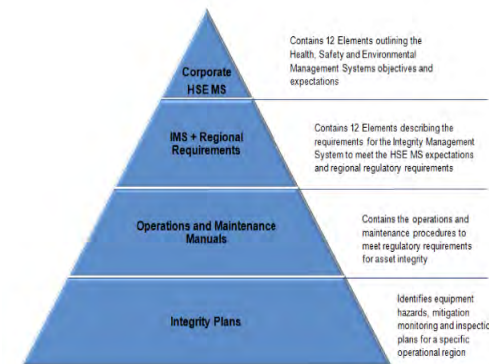 Corporate
HSE MS
Contains 12 Elements outlining the
Health, Safety and Environmental
Management Systems objectives and
expectations
IMS + Regional
Requirements
Contains 12 Elements describing the
requirements for the Integrity Management
System to meet the HSE MS expectations
and regional regulatory requirements
Operations and Maintenance
Manuals
Contains the operations and
maintenance procedures to
meet regulatory requirements
for asset integrity
Integrity Plans
Identifies equipment
hazards, mitigation
monitoring and inspectic
plans for a specific
operational region